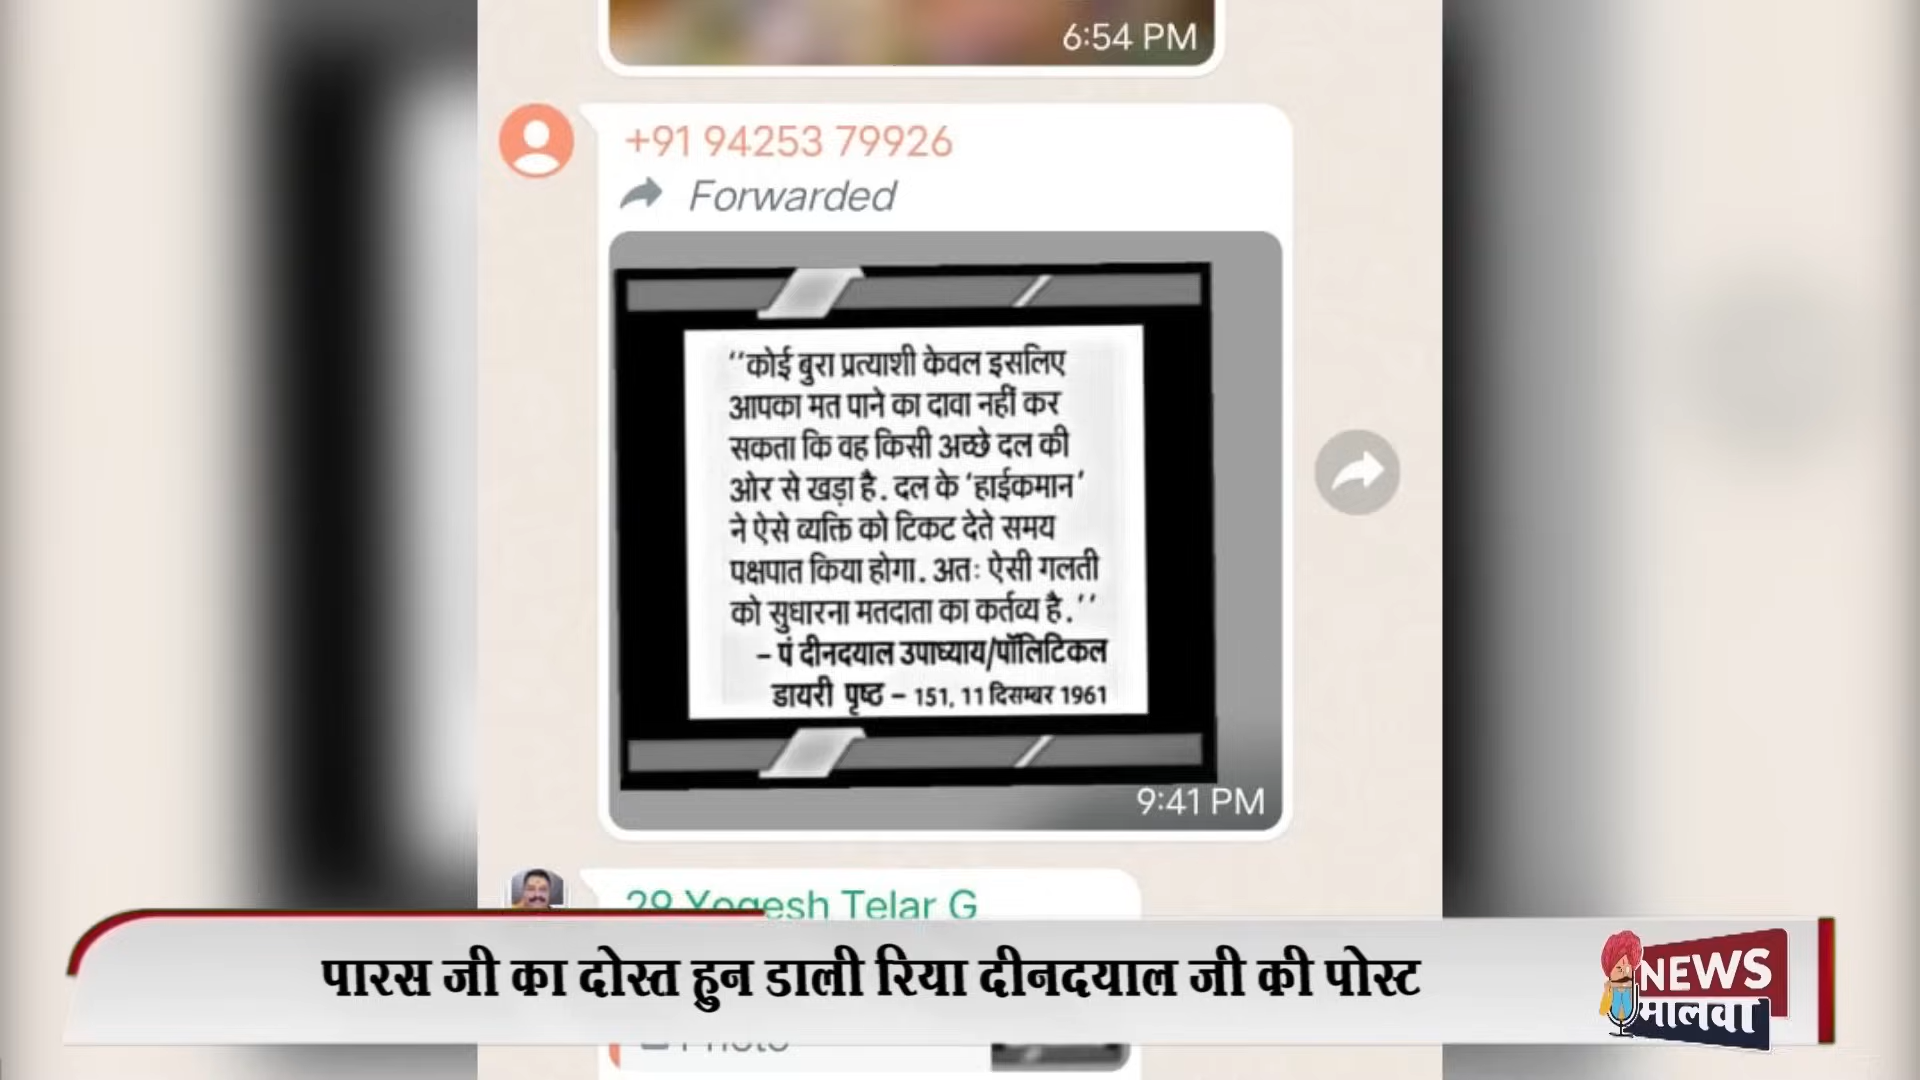 6:54 PM
+91 94253 79926
Forwarded
‘‘कोई बुरा प्रत्याशी केवल इसलिए
आपका मत पाने का दावा नहीं कर
सकता कि वह किसी अच्छे दल की
ओर से खड़ा है. दल के ‘हाईकमान’
ने ऐसे व्यक्ति को टिकट देते समय
पक्षपात किया होगा. अतः ऐसी गलती
को सुधारना मतदाता का कर्तव्य है.’’
– पं दीनदयाल उपाध्याय/पॉलिटिकल
डायरी पृष्ठ – 151, 11 दिसम्बर 1961
9:41 PM
29 Yogesh Telar G
पारस जी का दोस्त हुन डाली रिया दीनदयाल जी की पोस्ट
NEWS
मालवा
Photo